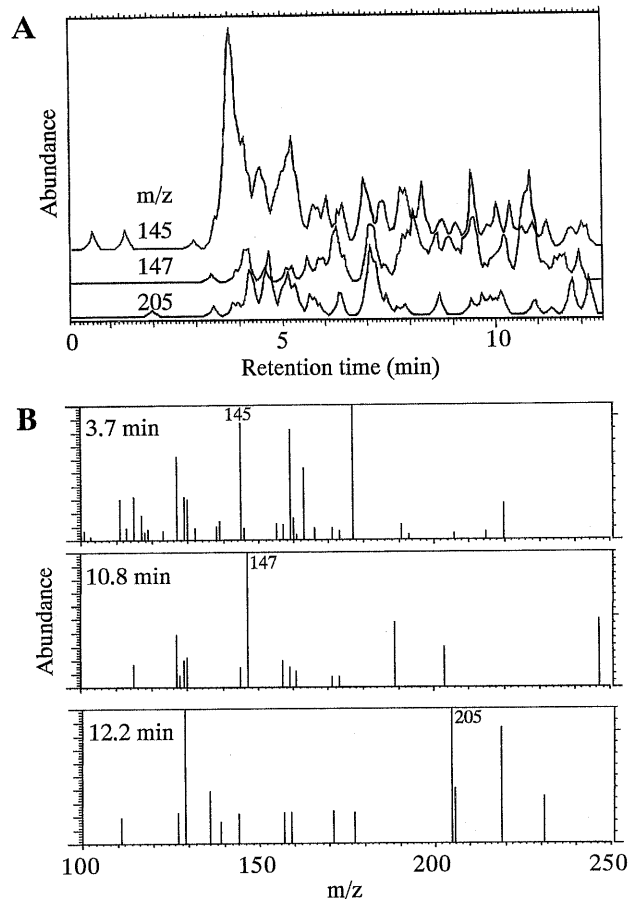 A
Abundance
m/z
145
147
205
0 5 10
Retention time (min)
B
3.7 min
145
10.8 min
147
Abundance
12.2 min
205
100 150 200 250
m/z